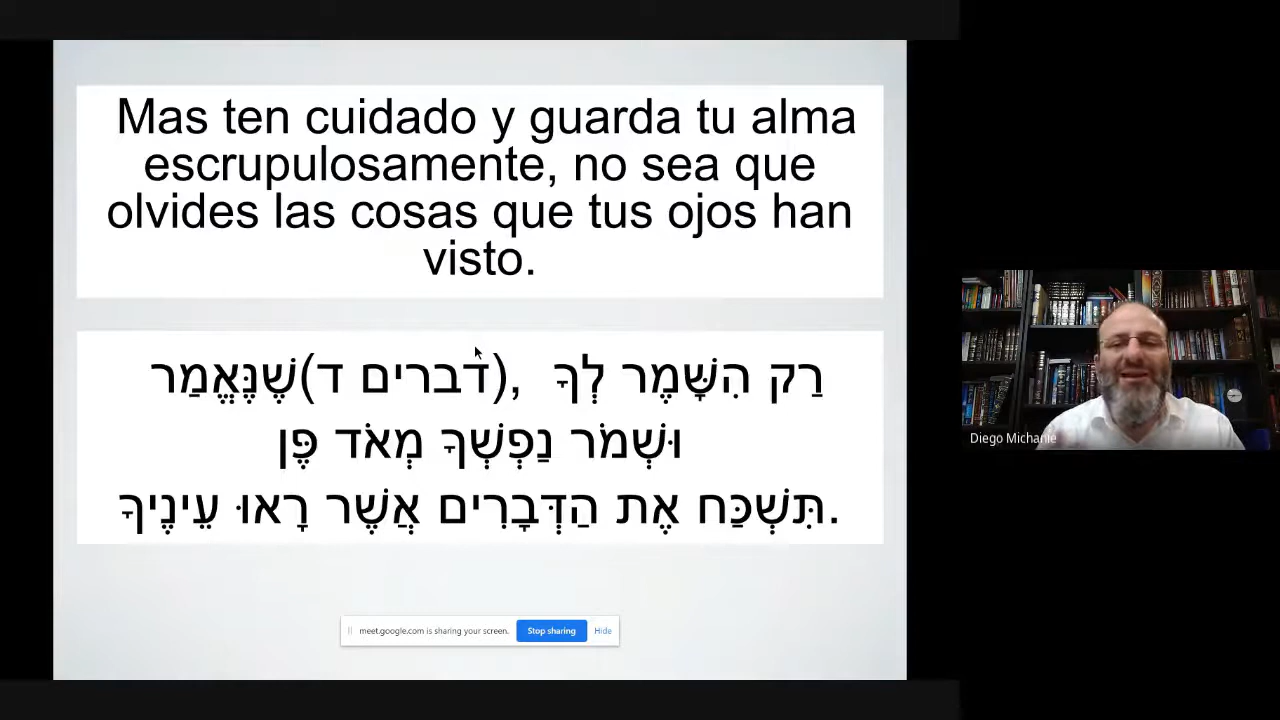 Mas ten cuidado y guarda tu alma
escrupulosamente, no sea que
olvides las cosas que tus ojos han
visto.
שֶׁנֶּאֱמַר(דברים ד),  רַק הִשָּׁמֶר לְךָ
וּשְׁמֹר נַפְשְׁךָ מְאֹד פֶּן
תִּשְׁכַּח אֶת הַדְּבָרִים אֲשֶׁר רָאוּ עֵינֶיךָ.
Diego Michanie
meet.google.com is sharing your screen. Stop sharing Hide